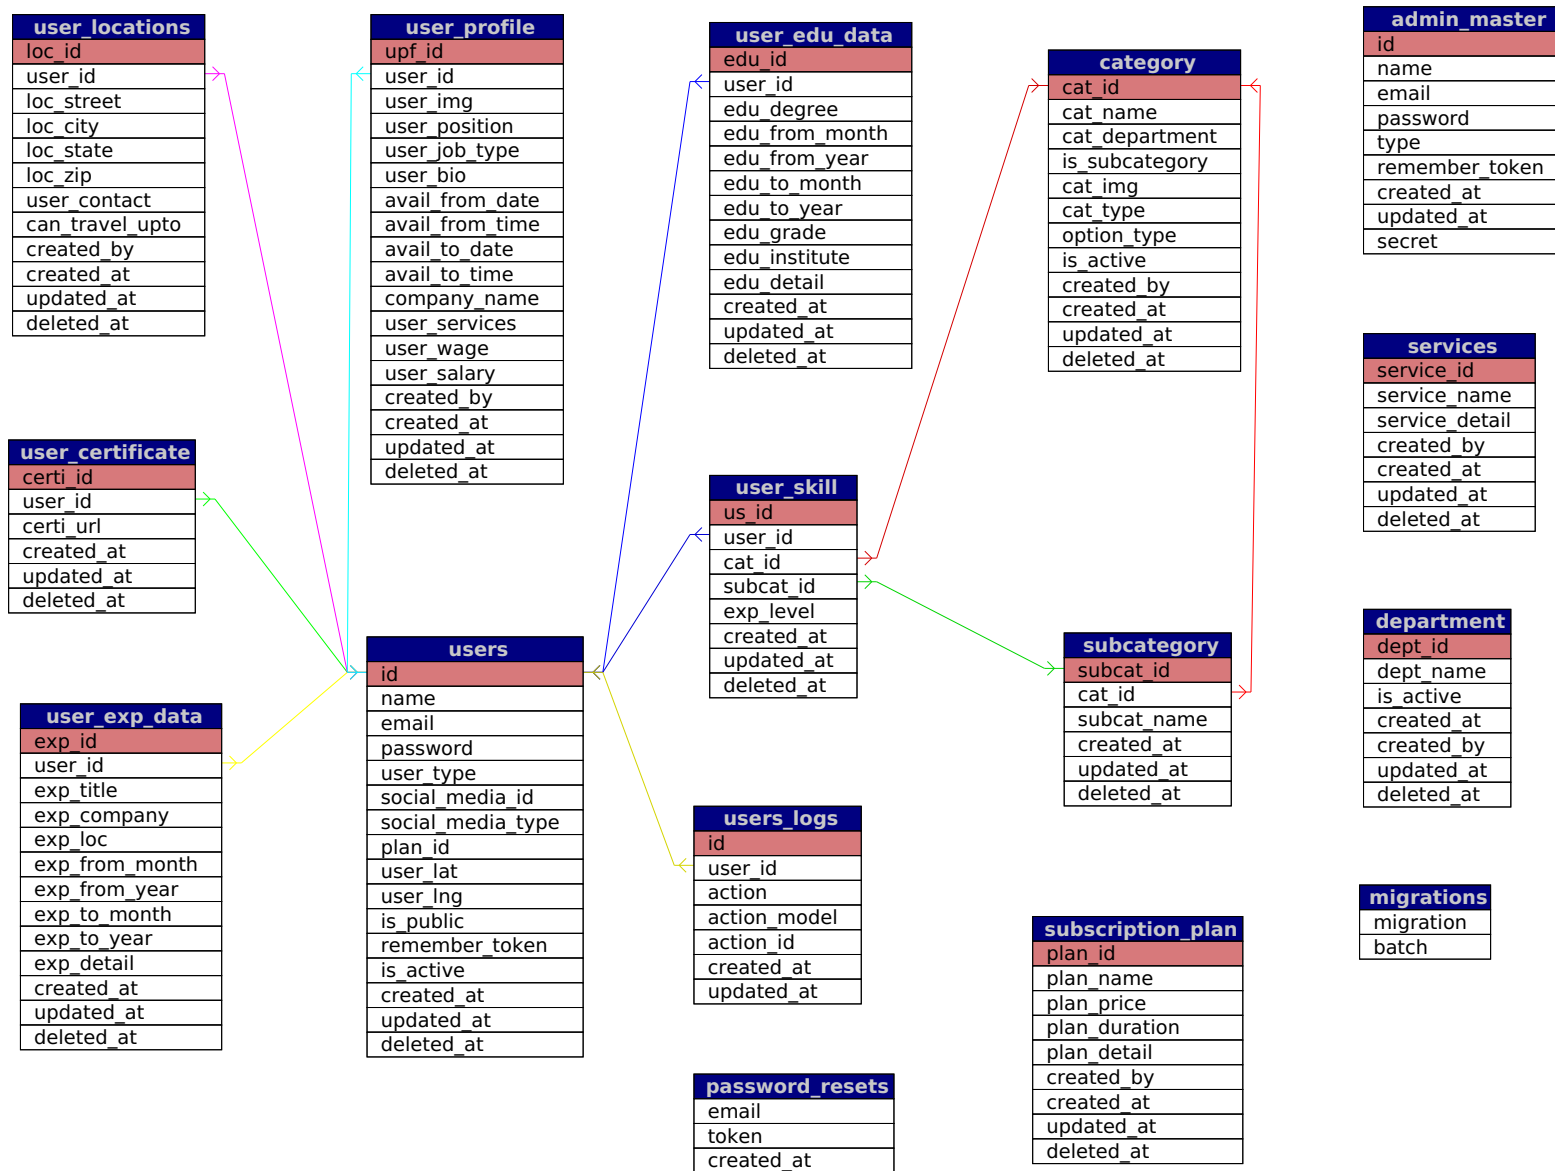 user_locations
loc_id
user_id
loc_street
loc_city
loc_state
loc_zip
user_contact
can_travel_upto
created_by
created_at
updated_at
deleted_at
user_profile
upf_id
user_id
user_img
user_position
user_job_type
user_bio
avail_from_date
avail_from_time
avail_to_date
avail_to_time
company_name
user_services
user_wage
user_salary
created_by
created_at
updated_at
deleted_at
user_edu_data
edu_id
user_id
edu_degree
edu_from_month
edu_from_year
edu_to_month
edu_to_year
edu_grade
edu_institute
edu_detail
created_at
updated_at
deleted_at
category
cat_id
cat_name
cat_department
is_subcategory
cat_img
cat_type
option_type
is_active
created_by
created_at
updated_at
deleted_at
admin_master
id
name
email
password
type
remember_token
created_at
updated_at
secret
services
service_id
service_name
service_detail
created_by
created_at
updated_at
deleted_at
user_certificate
certi_id
user_id
certi_url
created_at
updated_at
deleted_at
user_skill
us_id
user_id
cat_id
subcat_id
exp_level
created_at
updated_at
deleted_at
users
id
name
email
password
user_type
social_media_id
social_media_type
plan_id
user_lat
user_lng
is_public
remember_token
is_active
created_at
updated_at
deleted_at
subcategory
subcat_id
cat_id
subcat_name
created_at
updated_at
deleted_at
department
dept_id
dept_name
is_active
created_at
created_by
updated_at
deleted_at
user_exp_data
exp_id
user_id
exp_title
exp_company
exp_loc
exp_from_month
exp_from_year
exp_to_month
exp_to_year
exp_detail
created_at
updated_at
deleted_at
users_logs
id
user_id
action
action_model
action_id
created_at
updated_at
migrations
migration
batch
subscription_plan
plan_id
plan_name
plan_price
plan_duration
plan_detail
created_by
created_at
updated_at
deleted_at
password_resets
email
token
created_at